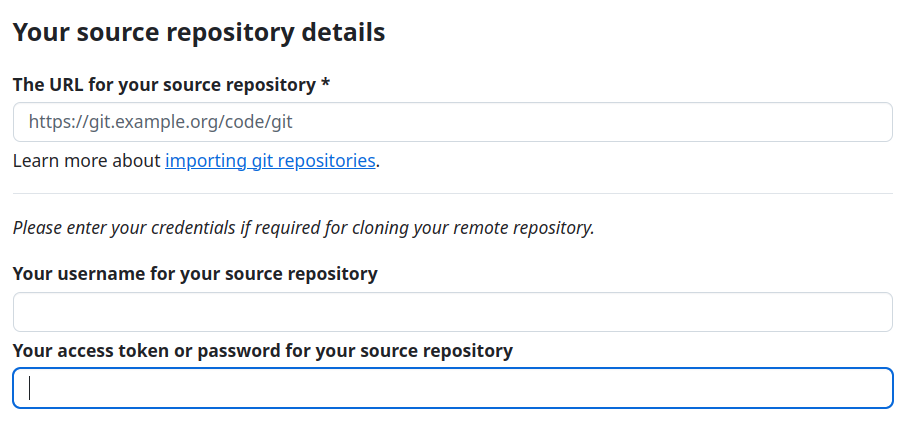 Your source repository details
The URL for your source repository *
https://git.example.org/code/git
Learn more about importing git repositories.
Please enter your credentials if required for cloning your remote repository.
Your username for your source repository
Your access token or password for your source repository